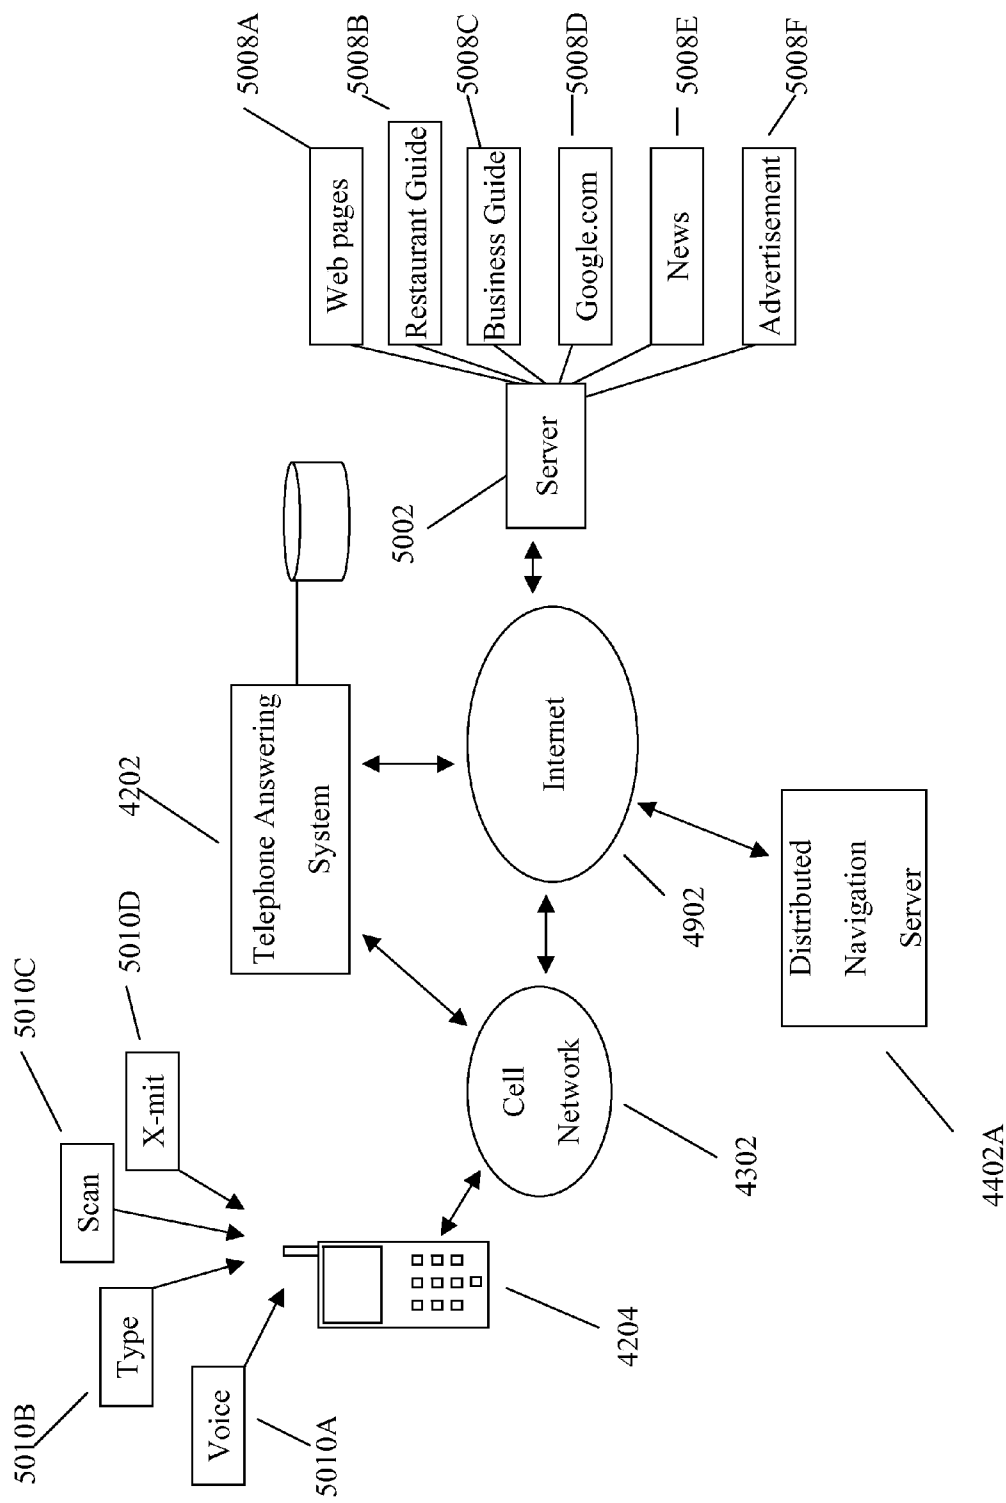 5010C
5010D
Scan
X-mit
5010B
Type
Voice
5010A
4202
Telephone Answering
System
4204
Cell
Network
4302
Internet
4902
Distributed
Navigation
Server
4402A
5002
Server
Web pages
5008A
Restaurant Guide
5008B
Business Guide
5008C
Google.com
5008D
News
5008E
Advertisement
5008F